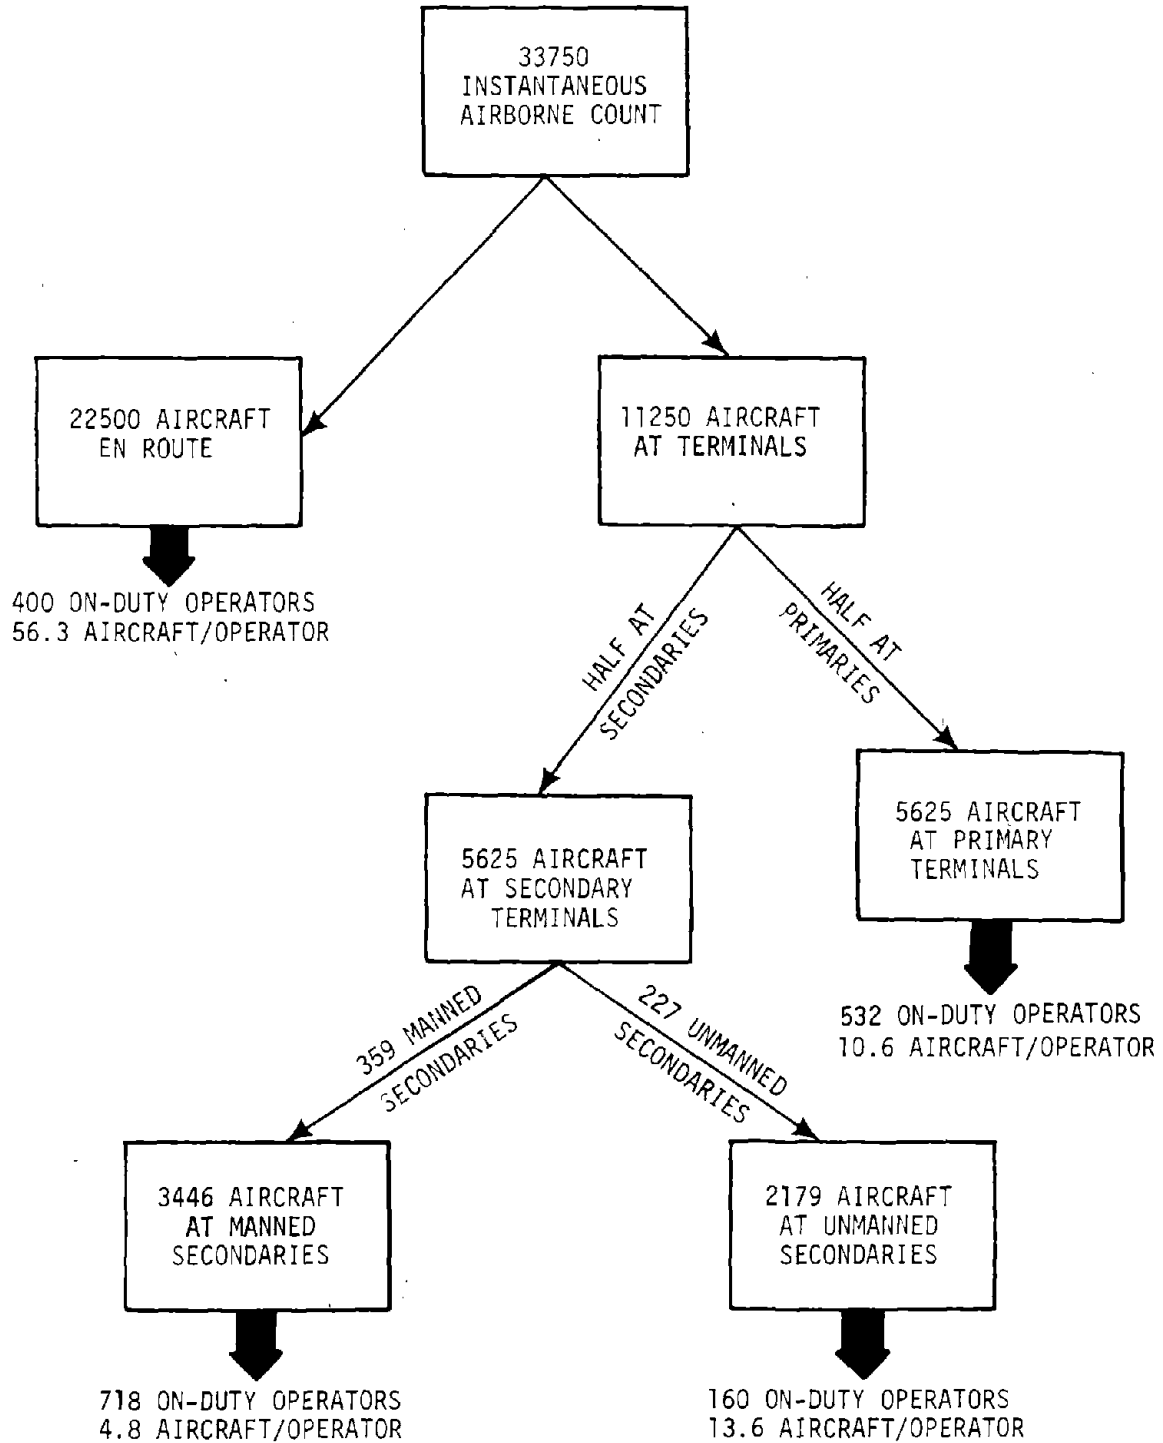 33750
INSTANTANEOUS
AIRBORNE COUNT
22500 AIRCRAFT
EN ROUTE
11250 AIRCRAFT
AT TERMINALS
400 ON-DUTY OPERATORS
56.3 AIRCRAFT/OPERATOR
HALF AT
SECONDARIES
HALF AT
PRIMARIES
5625 AIRCRAFT
AT SECONDARY
TERMINALS
5625 AIRCRAFT
AT PRIMARY
TERMINALS
532 ON-DUTY OPERATORS
10.6 AIRCRAFT/OPERATOR
359 MANNED
SECONDARIES
227 UNMANNED
SECONDARIES
3446 AIRCRAFT
AT MANNED
SECONDARIES
2179 AIRCRAFT
AT UNMANNED
SECONDARIES
718 ON-DUTY OPERATORS
4.8 AIRCRAFT/OPERATOR
160 ON-DUTY OPERATORS
13.6 AIRCRAFT/OPERATOR